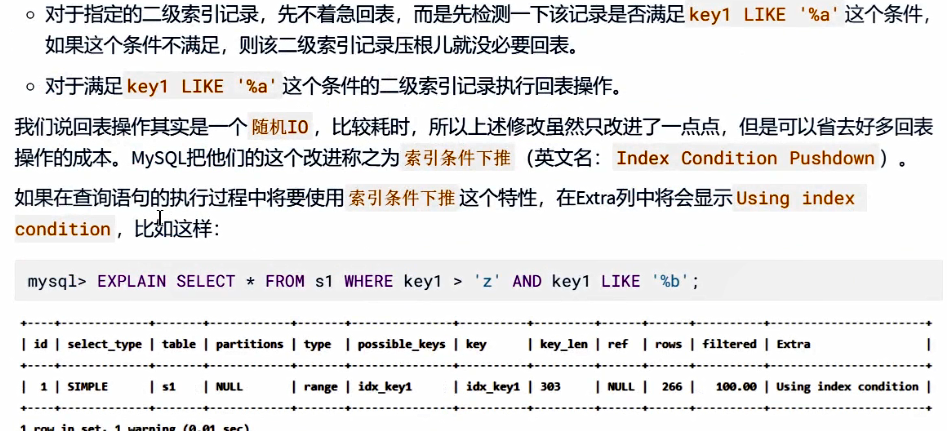 对于指定的二级索引记录，先不着急回表，而是先检测一下该记录是否满足 key1 LIKE '%a' 这个条件，
如果这个条件不满足，则该二级索引记录压根儿就没必要回表。
对于满足 key1 LIKE '%a' 这个条件的二级索引记录执行回表操作。
我们说回表操作其实是一个 随机IO ，比较耗时，所以上述修改虽然只改进了一点点，但是可以省去好多回表
操作的成本。MySQL把他们的这个改进称之为 索引条件下推 （英文名： Index Condition Pushdown ）。
如果在查询语句的执行过程中将要使用 索引条件下推 这个特性，在Extra列中将会显示 Using index
condition ，比如这样：
mysql> EXPLAIN SELECT * FROM s1 WHERE key1 > 'z' AND key1 LIKE '%b';
+----+-------------+-------+------------+-------+---------------+----------+---------+------+------+----------+-----------------------+
| id | select_type | table | partitions | type | possible_keys | key | key_len | ref | rows | filtered | Extra |
+----+-------------+-------+------------+-------+---------------+----------+---------+------+------+----------+-----------------------+
| 1 | SIMPLE | s1 | NULL | range | idx_key1 | idx_key1 | 303 | NULL | 266 | 100.00 | Using index condition |
+----+-------------+-------+------------+-------+---------------+----------+---------+------+------+----------+-----------------------+
1 row in set, 1 warning (0.01 sec)